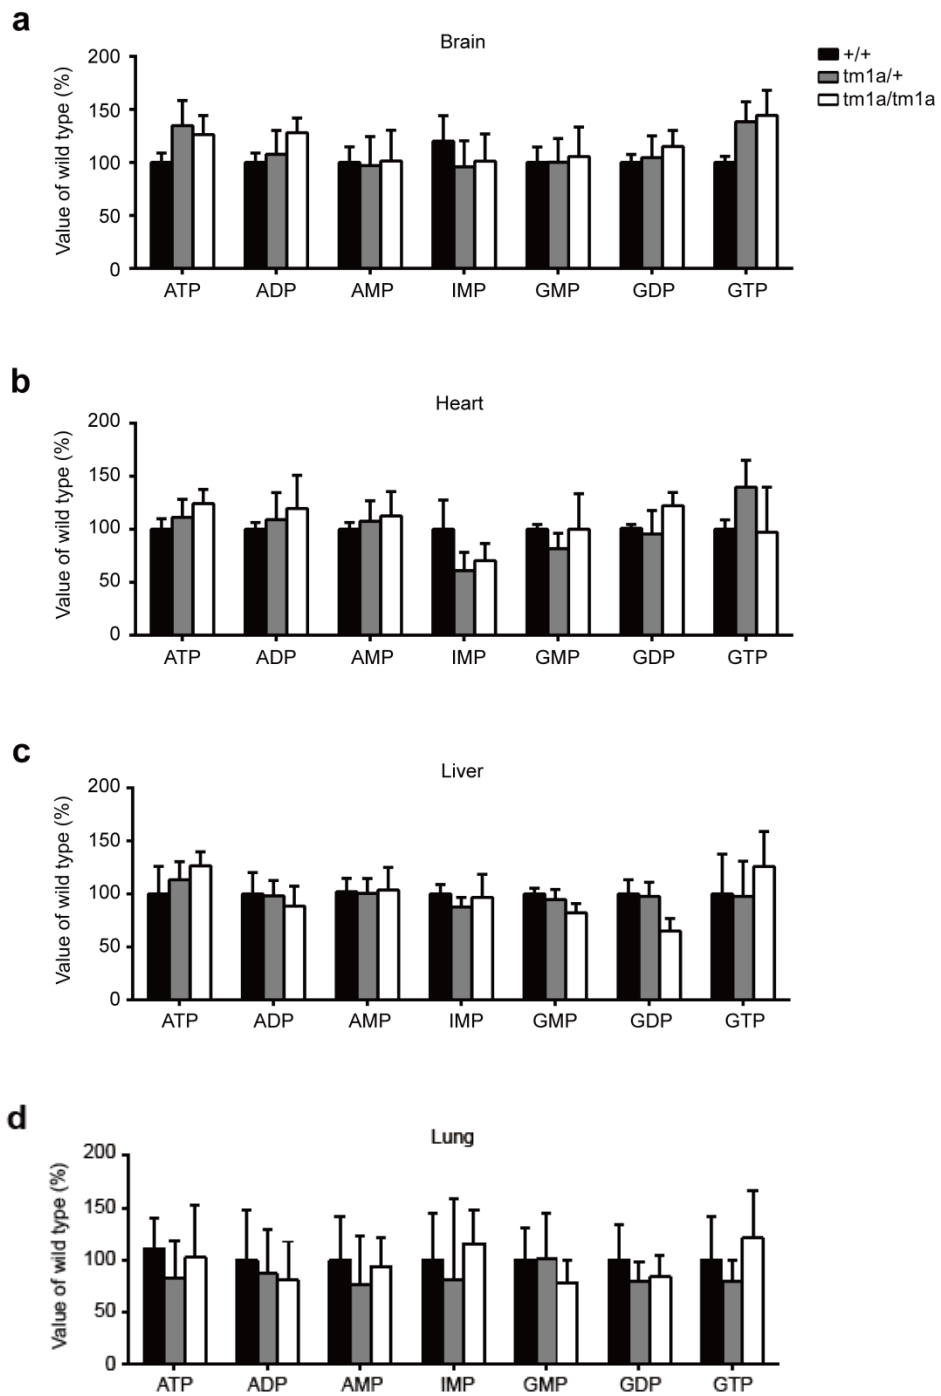 a
Brain
+/+
tm1a/+
tm1a/tm1a
Value of wild type (%)
200
150
100
50
0
ATP ADP AMP IMP GMP GDP GTP
b
Heart
Value of wild type (%)
200
150
100
50
0
ATP ADP AMP IMP GMP GDP GTP
c
Liver
Value of wild type (%)
200
150
100
50
0
ATP ADP AMP IMP GMP GDP GTP
d
Lung
Value of wild type (%)
200
150
100
50
0
ATP ADP AMP IMP GMP GDP GTP